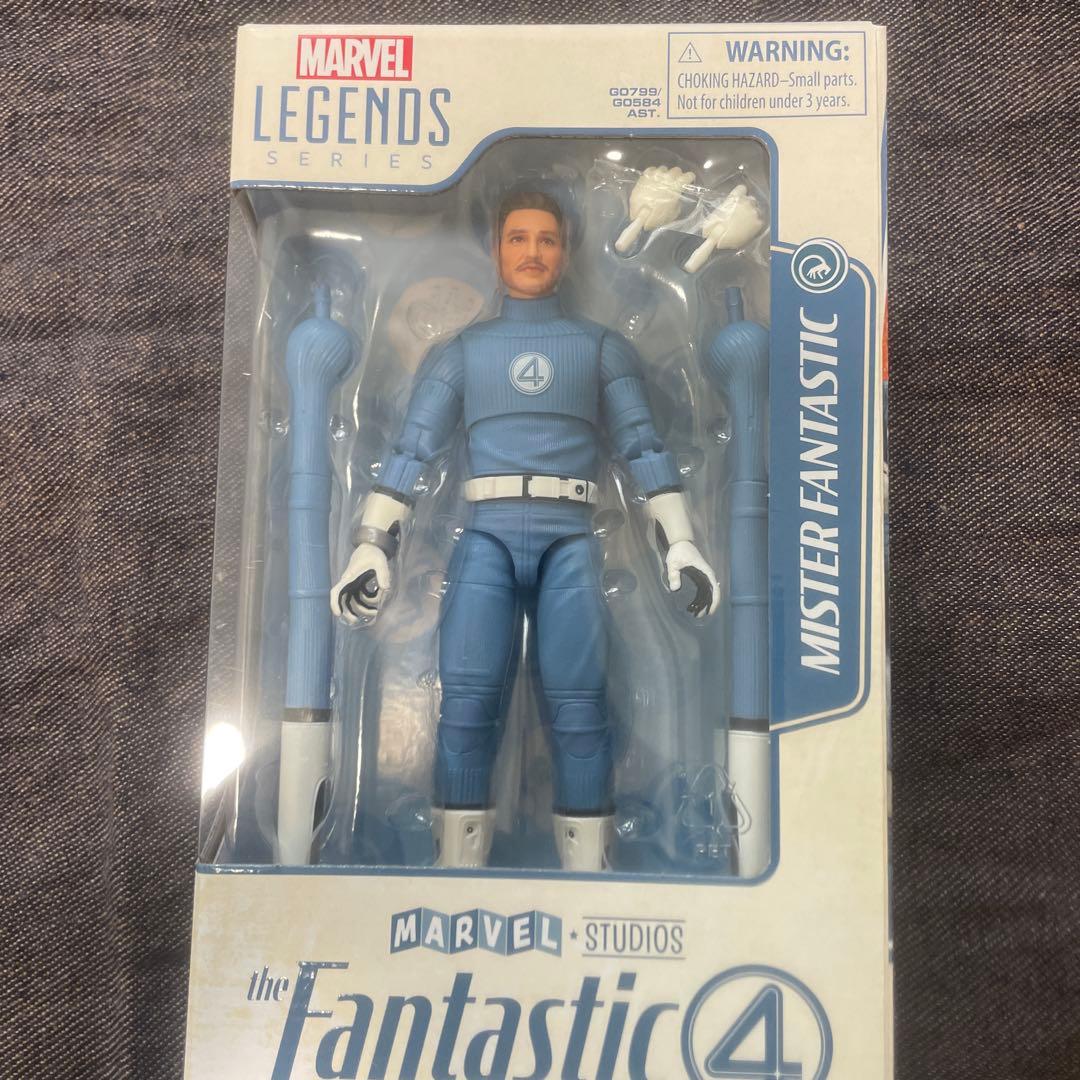 MARVEL
LEGENDS
SERIES
G0799/
G0584
AST.
⚠ WARNING:
CHOKING HAZARD–Small parts.
Not for children under 3 years.
4
MISTER FANTASTIC
MARVEL STUDIOS
the Fantastic 4